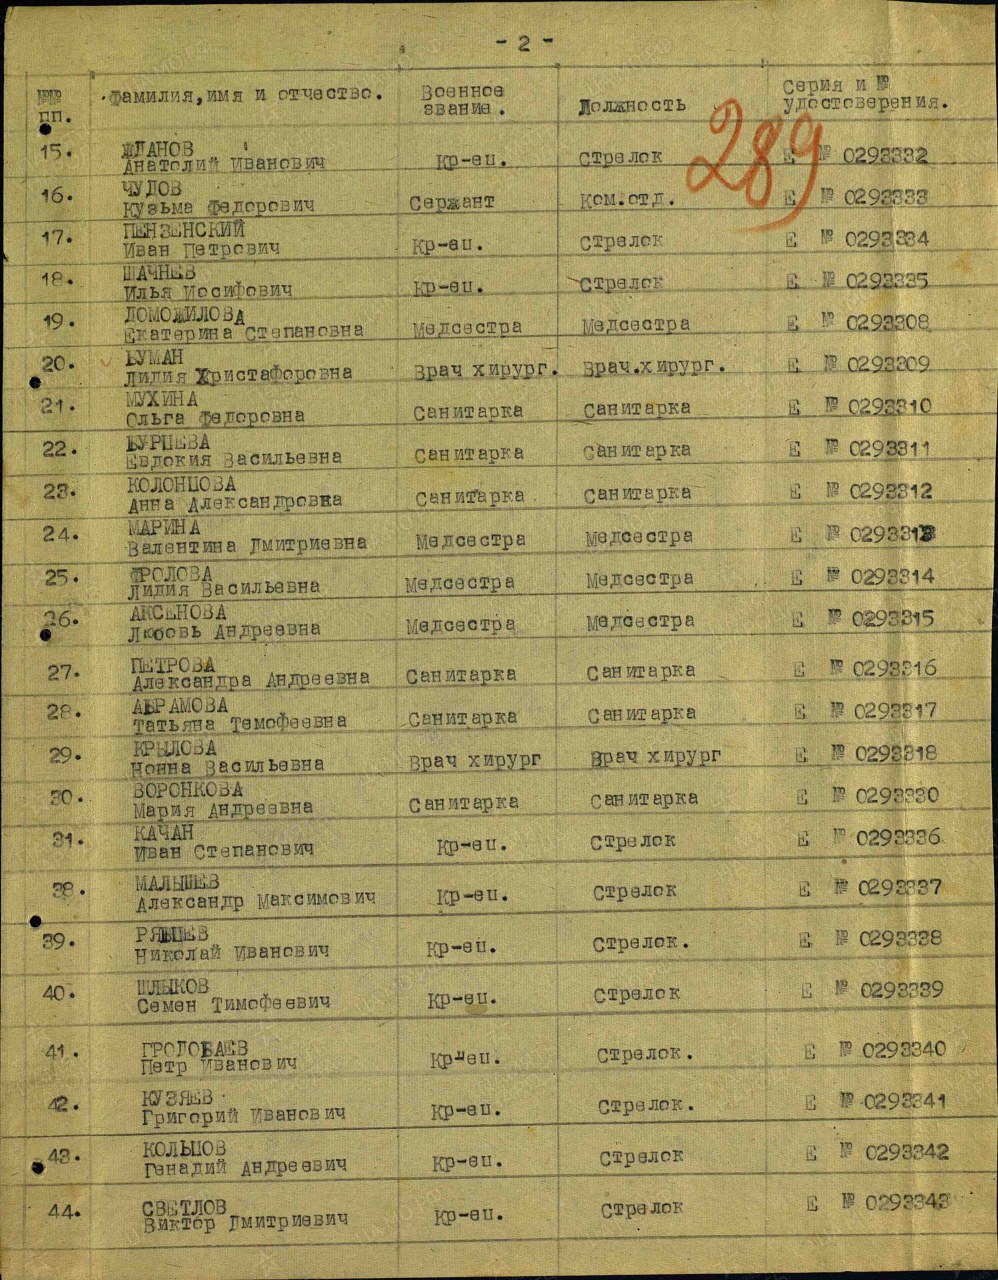 - 2 -
№№ пп. Фамилия, имя и отчество. Военное звание. Должность Серия и № удостоверения.
289
15. ЖДАНОВ
Анатолий Иванович Кр-ец. Стрелок Е № 0293332
16. ЧУДОВ
Кузьма Федорович Сержант Ком.отд. Е № 0293333
17. ПЕНЗЕНСКИЙ
Иван Петрович Кр-ец. Стрелок Е № 0293334
18. ШАЧНЕВ
Илья Иосифович Кр-ец. Стрелок Е № 0293335
19. ДОМОЖИЛОВА
Екатерина Степановна Медсестра Медсестра Е № 0293308
20. БУМАН
Лидия Христафоровна Врач хирург. Врач.хирург. Е № 0293309
21. МУХИНА
Ольга Федоровна Санитарка Санитарка Е № 0293310
22. БУРЦЕВА
Евдокия Васильевна Санитарка Санитарка Е № 0293311
23. КОЛОНЦОВА
Анна Александровна Санитарка Санитарка Е № 0293312
24. МАРИНА
Валентина Дмитриевна Медсестра Медсестра Е № 0293313
25. ФРОЛОВА
Лидия Васильевна Медсестра Медсестра Е № 0293314
26. АКСЕНОВА
Любовь Андреевна Медсестра Медсестра Е № 0293315
27. ПЕТРОВА
Александра Андреевна Санитарка Санитарка Е № 0293316
28. АБРАМОВА
Татьяна Темофеевна Санитарка Санитарка Е № 0293317
29. КРЫЛОВА
Нонна Васильевна Врач хирург Врач хирург Е № 0293318
30. ВОРОНКОВА
Мария Андреевна Санитарка Санитарка Е № 0293330
31. КАЧАН
Иван Степанович Кр-ец. Стрелок Е № 0293336
38. МАЛЫШЕВ
Александр Максимович Кр-ец. Стрелок Е № 0293337
39. РЯБЦЕВ
Николай Иванович Кр-ец. Стрелок. Е № 0293338
40. ШЛЫКОВ
Семен Тимофеевич Кр-ец. Стрелок Е № 0293339
41. ГРОДОБАЕВ
Петр Иванович Кр-ец. Стрелок. Е № 0293340
42. КУЗЯЕВ
Григорий Иванович Кр-ец. Стрелок. Е № 0293341
43. КОЛЬЦОВ
Генадий Андреевич Кр-ец. Стрелок Е № 0293342
44. СВЕТЛОВ
Виктор Дмитриевич Кр-ец. Стрелок Е № 0293343